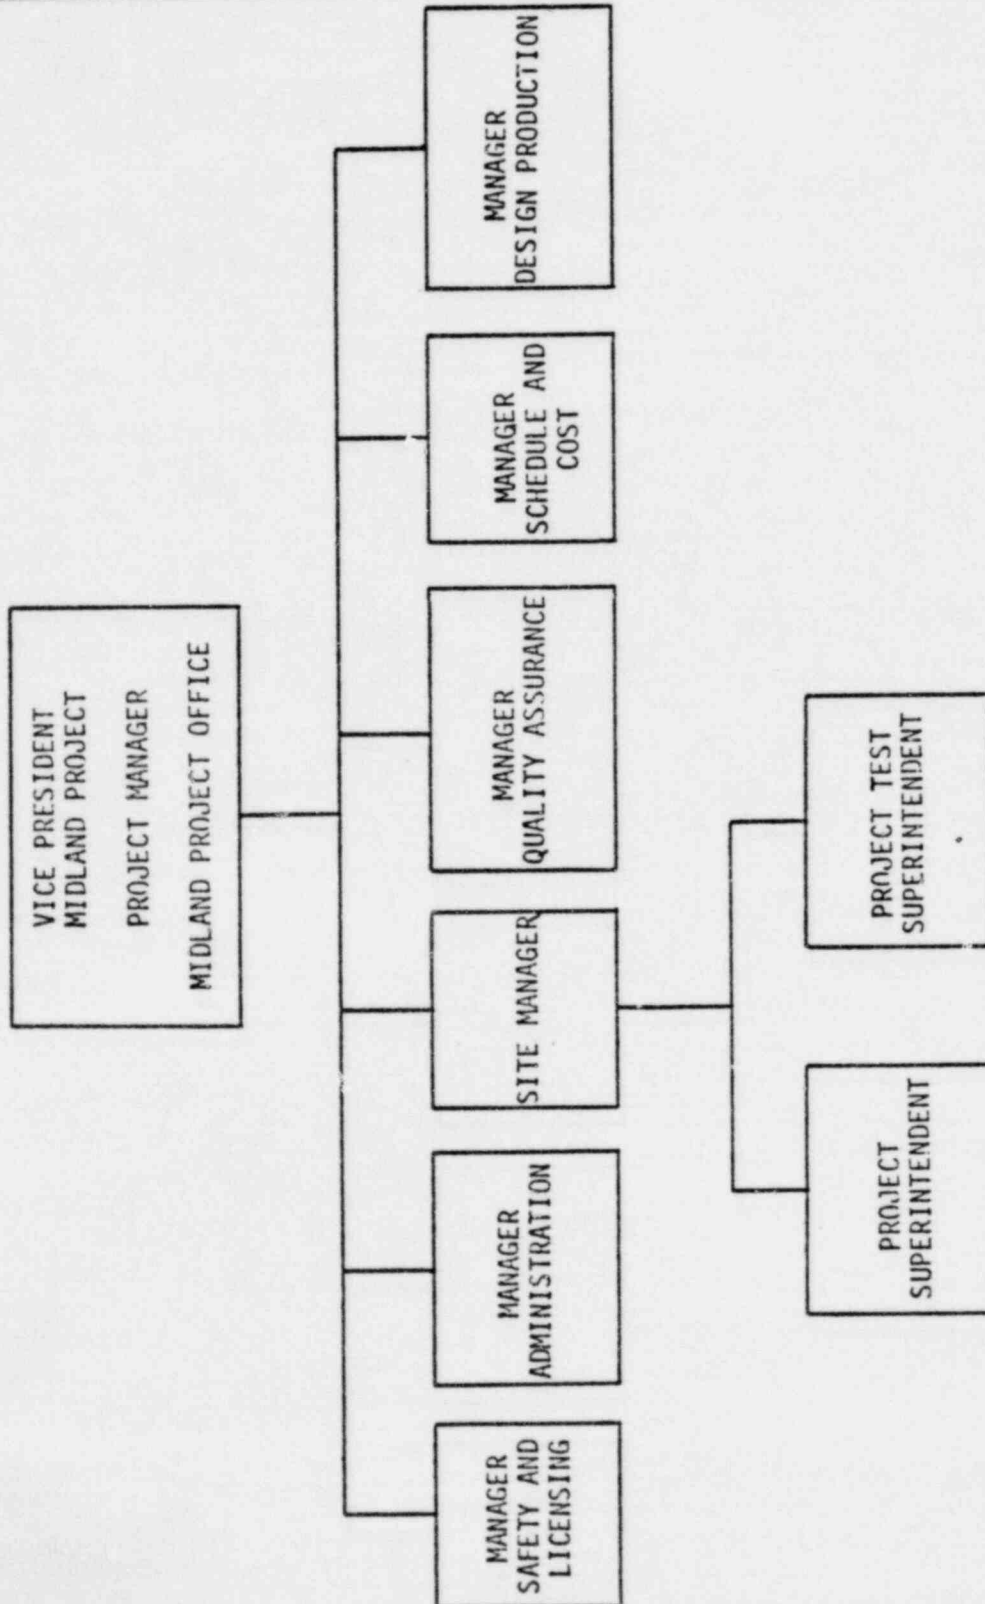 VICE PRESIDENT
MIDLAND PROJECT
PROJECT MANAGER
MIDLAND PROJECT OFFICE
MANAGER
SAFETY AND
LICENSING
MANAGER
ADMINISTRATION
SITE MANAGER
MANAGER
QUALITY ASSURANCE
MANAGER
SCHEDULE AND
COST
MANAGER
DESIGN PRODUCTION
PROJECT
SUPERINTENDENT
PROJECT TEST
SUPERINTENDENT